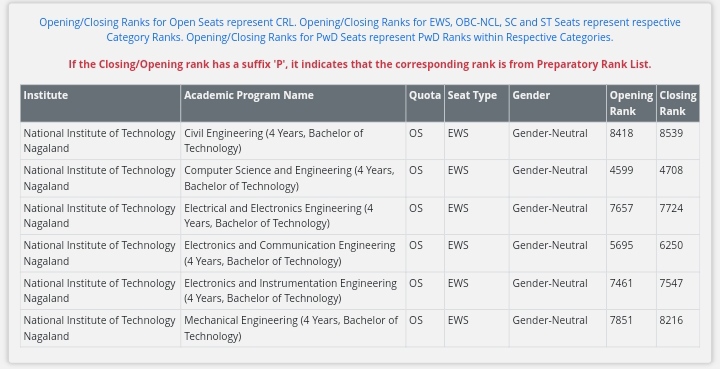 Opening/Closing Ranks for Open Seats represent CRL. Opening/Closing Ranks for EWS, OBC-NCL, SC and ST Seats represent respective
Category Ranks. Opening/Closing Ranks for PwD Seats represent PwD Ranks within Respective Categories.
If the Closing/Opening rank has a suffix 'P', it indicates that the corresponding rank is from Preparatory Rank List.
Institute Academic Program Name Quota Seat Type Gender Opening Closing
Rank Rank
National Institute of Technology Civil Engineering (4 Years, Bachelor of OS EWS Gender-Neutral 8418 8539
Nagaland Technology)
National Institute of Technology Computer Science and Engineering (4 Years, OS EWS Gender-Neutral 4599 4708
Nagaland Bachelor of Technology)
National Institute of Technology Electrical and Electronics Engineering (4 OS EWS Gender-Neutral 7657 7724
Nagaland Years, Bachelor of Technology)
National Institute of Technology Electronics and Communication Engineering OS EWS Gender-Neutral 5695 6250
Nagaland (4 Years, Bachelor of Technology)
National Institute of Technology Electronics and Instrumentation Engineering OS EWS Gender-Neutral 7461 7547
Nagaland (4 Years, Bachelor of Technology)
National Institute of Technology Mechanical Engineering (4 Years, Bachelor of OS EWS Gender-Neutral 7851 8216
Nagaland Technology)